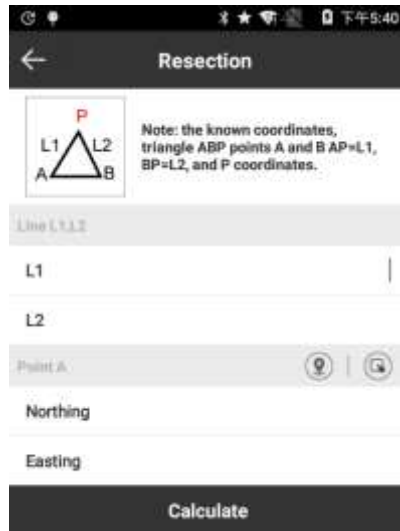 下午5:40
Resection
P
L1 L2
A B
Note: the known coordinates,
triangle ABP points A and B AP=L1,
BP=L2, and P coordinates.
Line L1,L2
L1
L2
Point A
Northing
Easting
Calculate